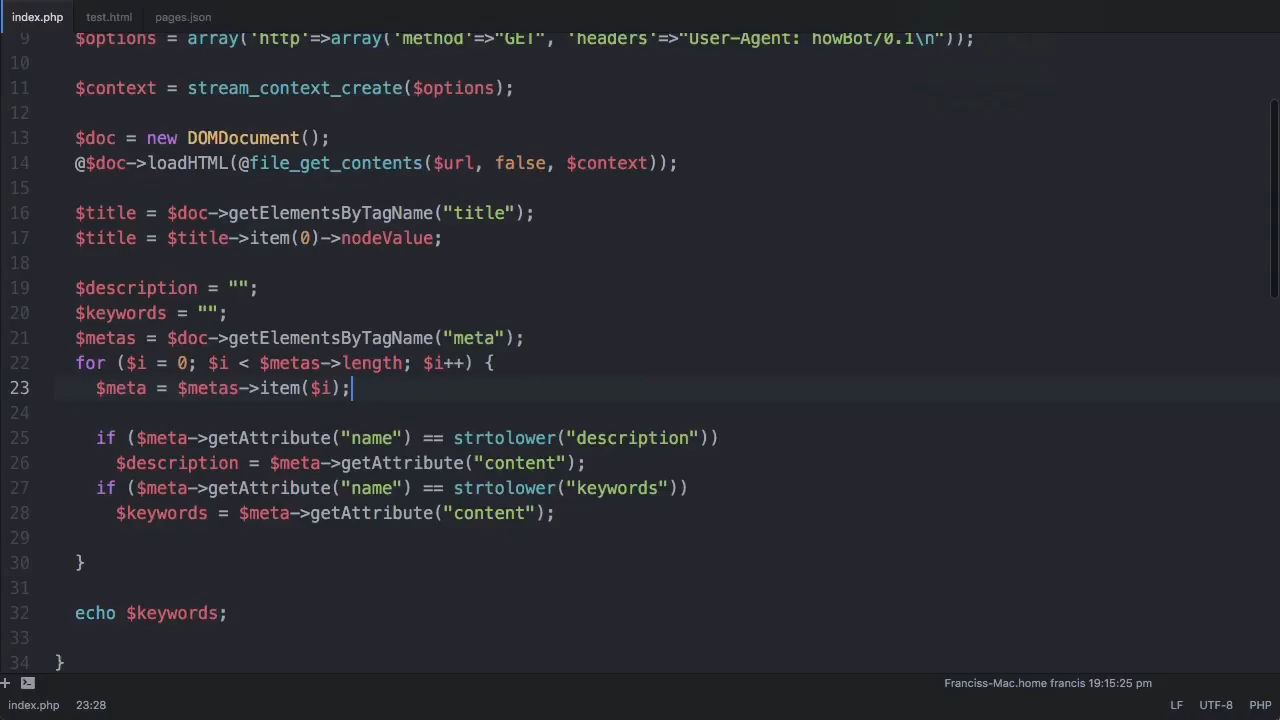 index.php test.html pages.json
9 $options = array('http'=>array('method'=>"GET", 'headers'=>"User-Agent: howBot/0.1\n"));
10
11 $context = stream_context_create($options);
12
13 $doc = new DOMDocument();
14 @$doc->loadHTML(@file_get_contents($url, false, $context));
15
16 $title = $doc->getElementsByTagName("title");
17 $title = $title->item(0)->nodeValue;
18
19 $description = "";
20 $keywords = "";
21 $metas = $doc->getElementsByTagName("meta");
22 for ($i = 0; $i < $metas->length; $i++) {
23 $meta = $metas->item($i);
24
25 if ($meta->getAttribute("name") == strtolower("description"))
26 $description = $meta->getAttribute("content");
27 if ($meta->getAttribute("name") == strtolower("keywords"))
28 $keywords = $meta->getAttribute("content");
29
30 }
31
32 echo $keywords;
33
34 }
Franciss-Mac.home francis 19:15:25 pm
index.php 23:28 LF UTF-8 PHP